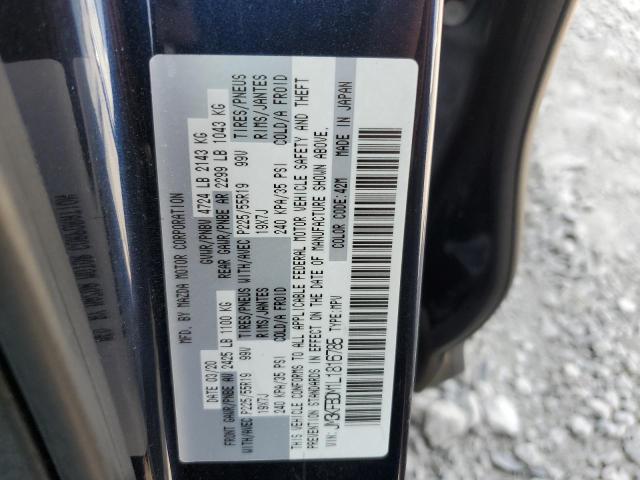 MFD. BY MAZDA MOTOR CORPORATION
DATE 03/20 GVWR/PNBV 4724 LB 2143 KG
FRONT GAWR/PNBE AV 2425 LB 1100 KG REAR GAWR/PNBE AR 2299 LB 1043 KG
WITH/AVEC P225/55R19 99V TIRES/PNEUS WITH/AVEC P225/55R19 99V TIRES/PNEUS
19X7J RIMS/JANTES 19X7J RIMS/JANTES
240 KPA/35 PSI COLD/A FROID 240 KPA/35 PSI COLD/A FROID
THIS VEHICLE CONFORMS TO ALL APPLICABLE FEDERAL MOTOR VEHICLE SAFETY AND THEFT
PREVENTION STANDARDS IN EFFECT ON THE DATE OF MANUFACTURE SHOWN ABOVE.
VIN: JM3KFBDM1L1816785 TYPE: MPV COLOR CODE: 42M MADE IN JAPAN